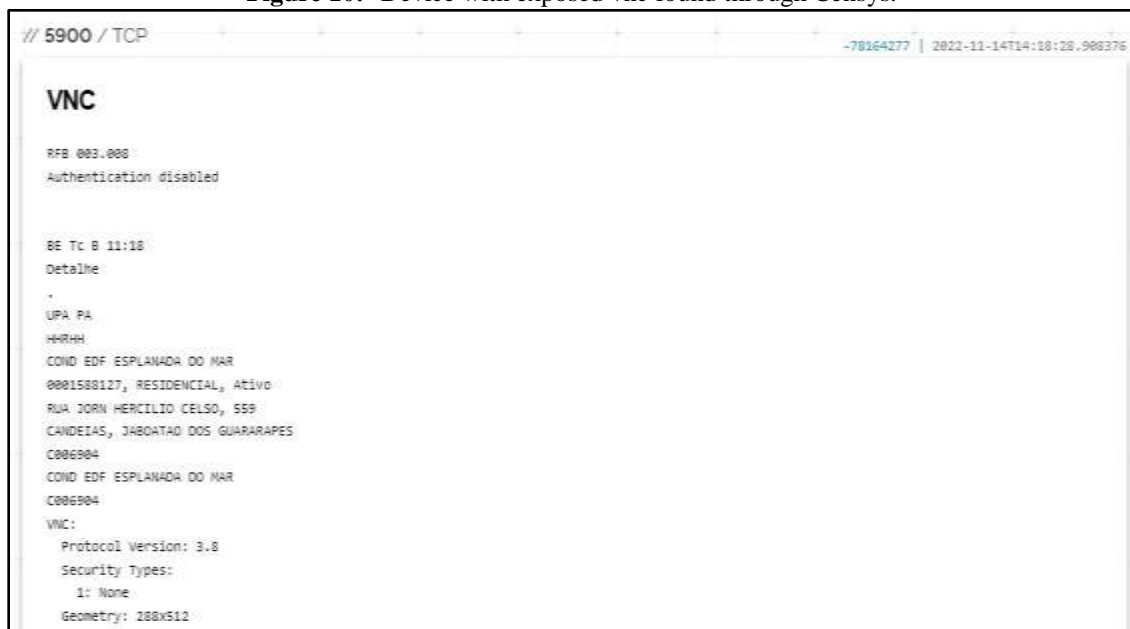 Figure 10. Device with exposed vnc found through Censys.
// 5900 / TCP
-78164277 | 2022-11-14T14:18:28.908376
VNC
RFB 003.008
Authentication disabled
BE Tc B 11:18
Detalhe
.
UPA PA
HHRHH
COND EDF ESPLANADA DO MAR
0001588127, RESIDENCIAL, Ativo
RUA JORN HERCILIO CELSO, 559
CANDEIAS, JABOATAO DOS GUARARAPES
C006904
COND EDF ESPLANADA DO MAR
C006904
VNC:
Protocol Version: 3.8
Security Types:
1: None
Geometry: 288x512